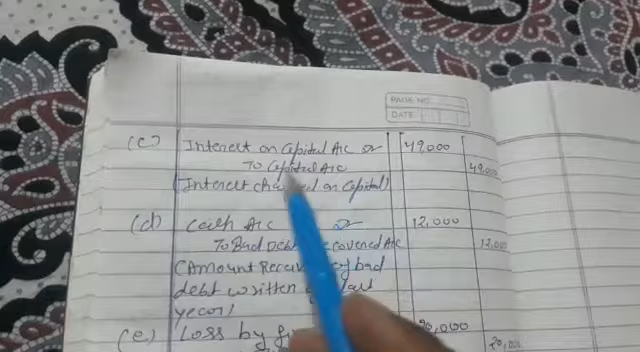 PAGE NO.
DATE
(c) Interest on Capital A/c Dr 49,000
To Capital A/c 49,000
(Interest charged on Capital)
(d) Cash A/c Dr 12,000
To Bad Debt Recovered A/c 12,000
(Amount Received by bad
debt written last
year)
(e) Loss by 20,000
20,000